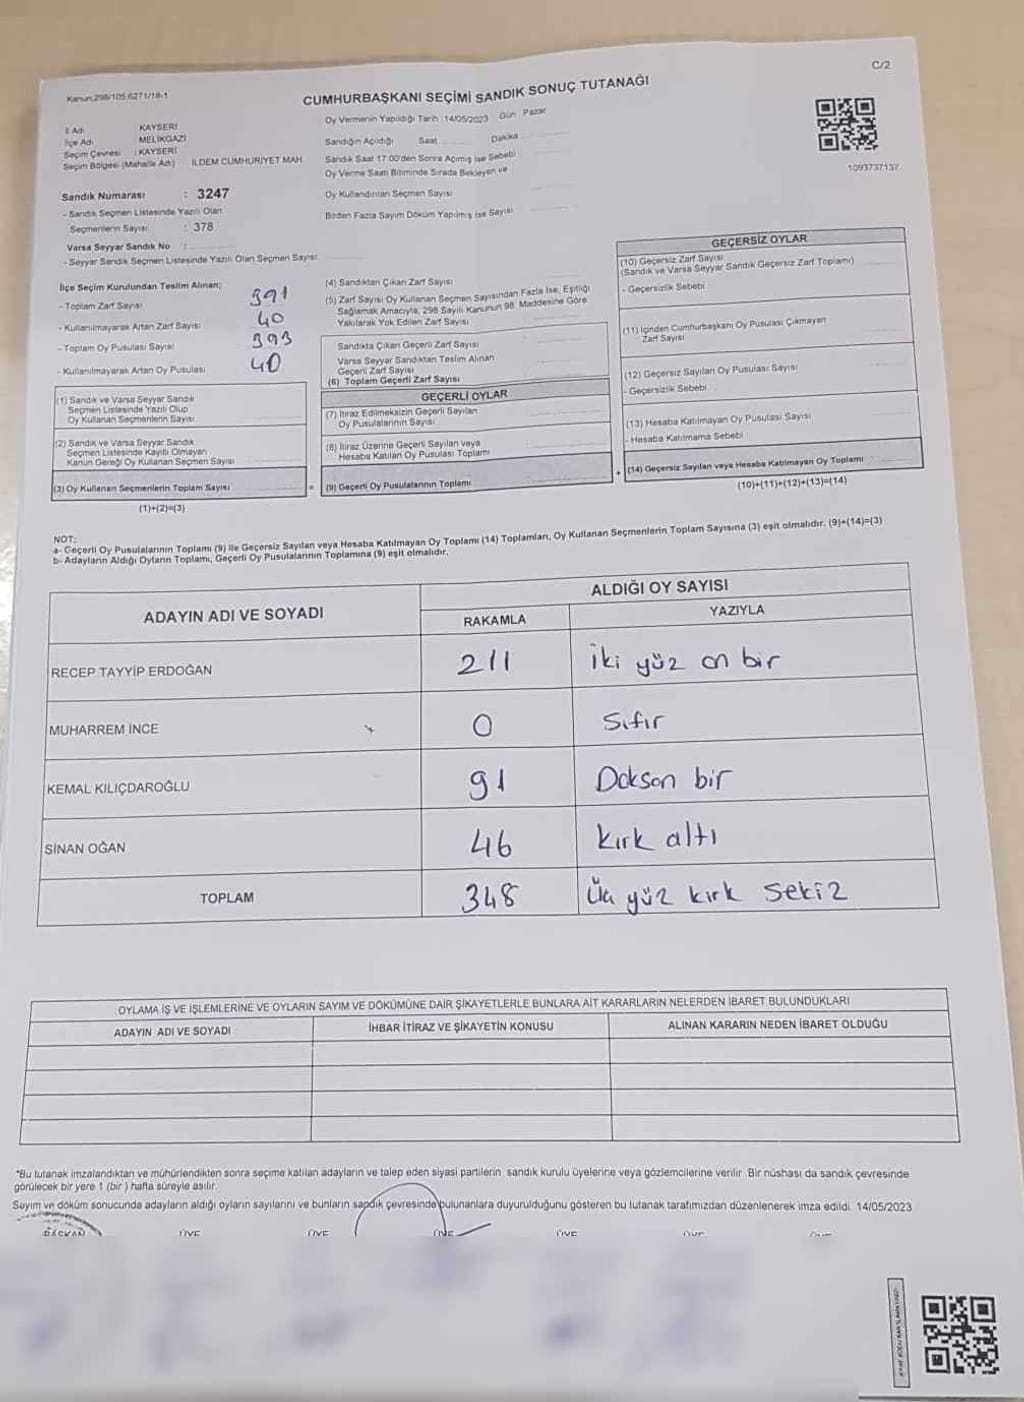 C/2
Kanun:298/105,6271/18-1
CUMHURBAŞKANI SEÇİMİ SANDIK SONUÇ TUTANAĞI
İl Adı KAYSERİ
İlçe Adı MELİKGAZİ
Seçim Çevresi : KAYSERİ
Seçim Bölgesi (Mahalle Adı) İLDEM CUMHURİYET MAH
Sandık Numarası : 3247
- Sandık Seçmen Listesinde Yazılı Olan
Seçmenlerin Sayısı : 378
Varsa Seyyar Sandık No :
- Seyyar Sandık Seçmen Listesinde Yazılı Olan Seçmen Sayısı:
Oy Vermenin Yapıldığı Tarih 14/05/2023 Gün Pazar
Sandığın Açıldığı Saat Dakika
Sandık Saat 17:00'den Sonra Açılmış İse Sebebi
Oy Verme Saati Bitiminde Sırada Bekleyen ve
Oy Kullandırılan Seçmen Sayısı
Birden Fazla Sayım Döküm Yapılmış İse Sayısı
1093737137
İlçe Seçim Kurulundan Teslim Alınan;
- Toplam Zarf Sayısı 391
- Kullanılmayarak Artan Zarf Sayısı 40
- Toplam Oy Pusulası Sayısı 393
- Kullanılmayarak Artan Oy Pusulası 40
(1) Sandık ve Varsa Seyyar Sandık
Seçmen Listesinde Yazılı Olup
Oy Kullanan Seçmenlerin Sayısı
(2) Sandık ve Varsa Seyyar Sandık
Seçmen Listesinde Kayıtlı Olmayan
Kanun Gereği Oy Kullanan Seçmen Sayısı
(3) Oy Kullanan Seçmenlerin Toplam Sayısı
(1)+(2)=(3)
(4) Sandıktan Çıkan Zarf Sayısı
(5) Zarf Sayısı Oy Kullanan Seçmen Sayısından Fazla İse, Eşitliği
Sağlamak Amacıyla, 298 Sayılı Kanunun 98. Maddesine Göre
Yakılarak Yok Edilen Zarf Sayısı
Sandıkta Çıkan Geçerli Zarf Sayısı
Varsa Seyyar Sandıktan Teslim Alınan
Geçerli Zarf Sayısı
(6) Toplam Geçerli Zarf Sayısı
GEÇERLİ OYLAR
(7) İtiraz Edilmeksizin Geçerli Sayılan
Oy Pusulalarının Sayısı
(8) İtiraz Üzerine Geçerli Sayılan veya
Hesaba Katılan Oy Pusulası Toplamı
(9) Geçerli Oy Pusulalarının Toplamı
=
+
GEÇERSİZ OYLAR
(10) Geçersiz Zarf Sayısı
(Sandık ve Varsa Seyyar Sandık Geçersiz Zarf Toplamı)
- Geçersizlik Sebebi
(11) İçinden Cumhurbaşkanı Oy Pusulası Çıkmayan
Zarf Sayısı
(12) Geçersiz Sayılan Oy Pusulası Sayısı
- Geçersizlik Sebebi
(13) Hesaba Katılmayan Oy Pusulası Sayısı
- Hesaba Katılmama Sebebi
(14) Geçersiz Sayılan veya Hesaba Katılmayan Oy Toplamı
(10)+(11)+(12)+(13)=(14)
NOT:
a- Geçerli Oy Pusulalarının Toplamı (9) ile Geçersiz Sayılan veya Hesaba Katılmayan Oy Toplamı (14) Toplamları, Oy Kullanan Seçmenlerin Toplam Sayısına (3) eşit olmalıdır. (9)+(14)=(3)
b- Adayların Aldığı Oyların Toplamı, Geçerli Oy Pusulalarının Toplamına (9) eşit olmalıdır.
ADAYIN ADI VE SOYADI
ALDIĞI OY SAYISI
RAKAMLA YAZIYLA
RECEP TAYYİP ERDOĞAN 211 İki yüz on bir
MUHARREM İNCE 0 Sıfır
KEMAL KILIÇDAROĞLU 91 Doksan bir
SİNAN OĞAN 46 kırk altı
TOPLAM 348 Üç yüz kırk sekiz
OYLAMA İŞ VE İŞLEMLERİNE VE OYLARIN SAYIM VE DÖKÜMÜNE DAİR ŞİKAYETLERLE BUNLARA AİT KARARLARIN NELERDEN İBARET BULUNDUKLARI
ADAYIN ADI VE SOYADI İHBAR İTİRAZ VE ŞİKAYETİN KONUSU ALINAN KARARIN NEDEN İBARET OLDUĞU
*Bu tutanak imzalandıktan ve mühürlendikten sonra seçime katılan adayların ve talep eden siyasi partilerin sandık kurulu üyelerine veya gözlemcilerine verilir. Bir nüshası da sandık çevresinde
görülecek bir yere 1 (bir) hafta süreyle asılır.
Sayım ve döküm sonucunda adayların aldığı oyların sayılarını ve bunların sandık çevresinde bulunanlara duyurulduğunu gösteren bu tutanak tarafımızdan düzenlenerek imza edildi. 14/05/2023
BAŞKAN ÜYE ÜYE ÜYE ÜYE ÜYE ÜYE